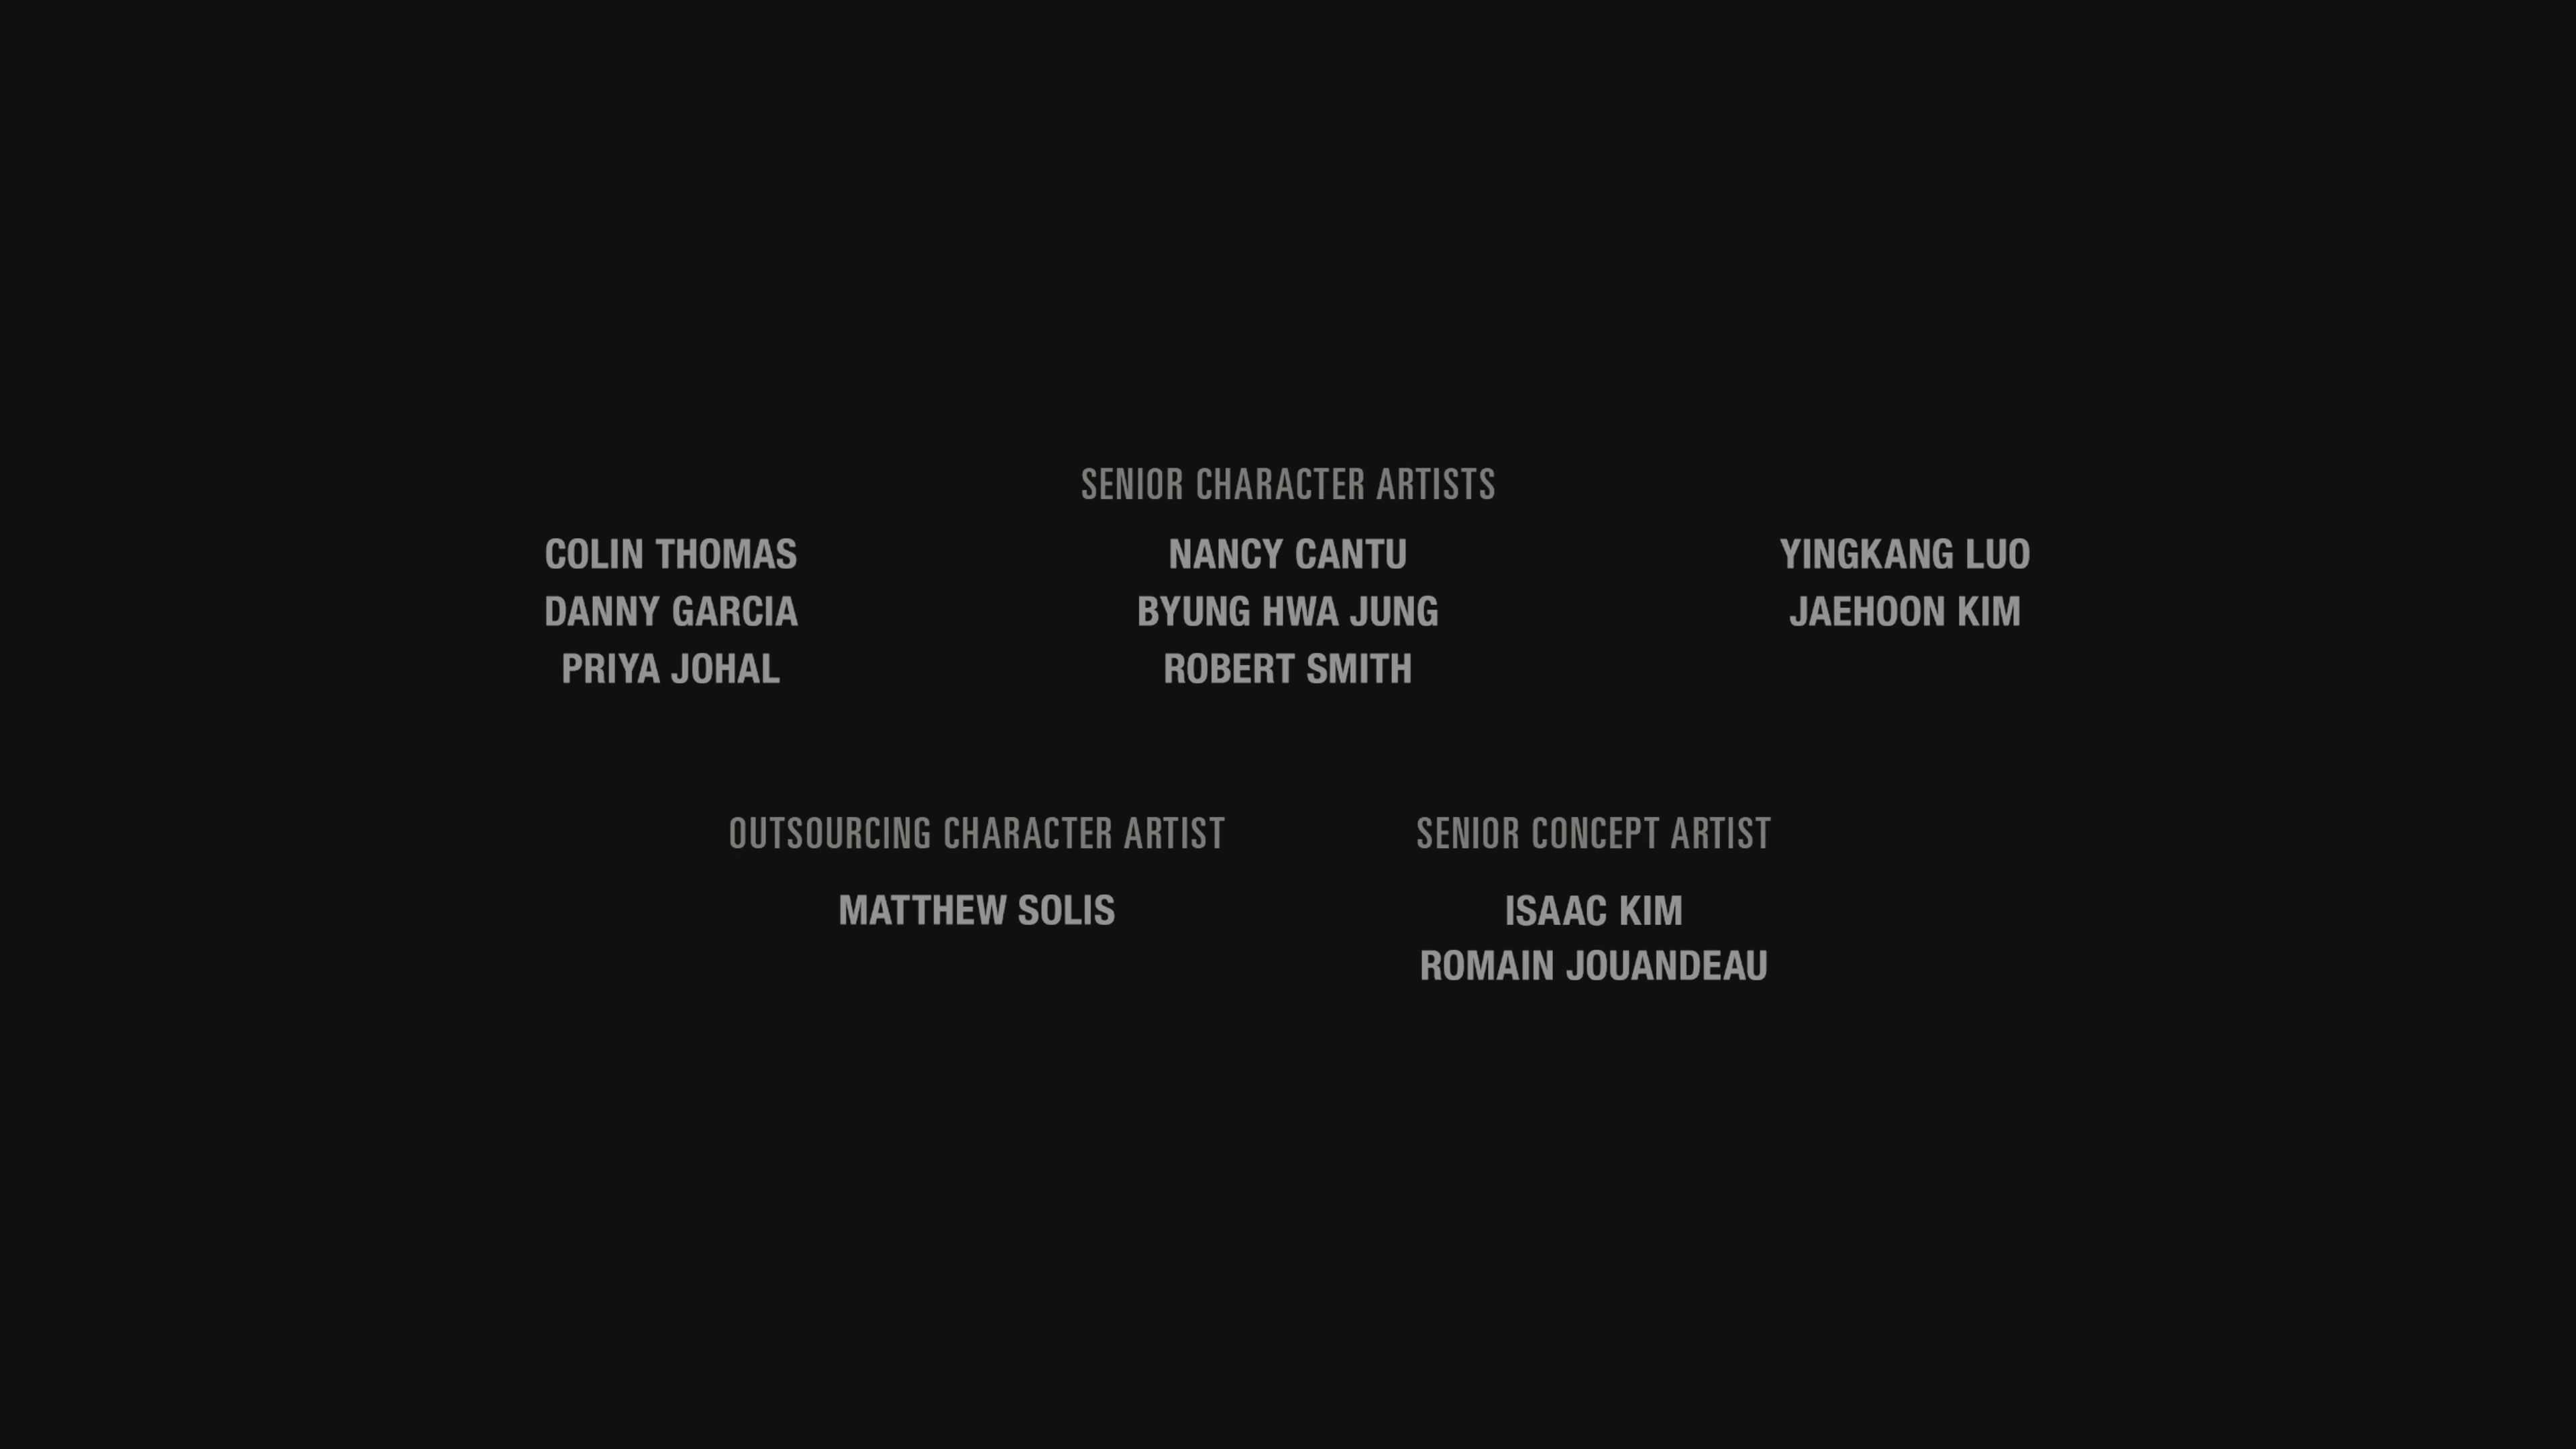 SENIOR CHARACTER ARTISTS
COLIN THOMAS
NANCY CANTU
YINGKANG LUO
DANNY GARCIA
BYUNG HWA JUNG
JAEHOON KIM
PRIYA JOHAL
ROBERT SMITH
OUTSOURCING CHARACTER ARTIST
MATTHEW SOLIS
SENIOR CONCEPT ARTIST
ISAAC KIM
ROMAIN JOUANDEAU